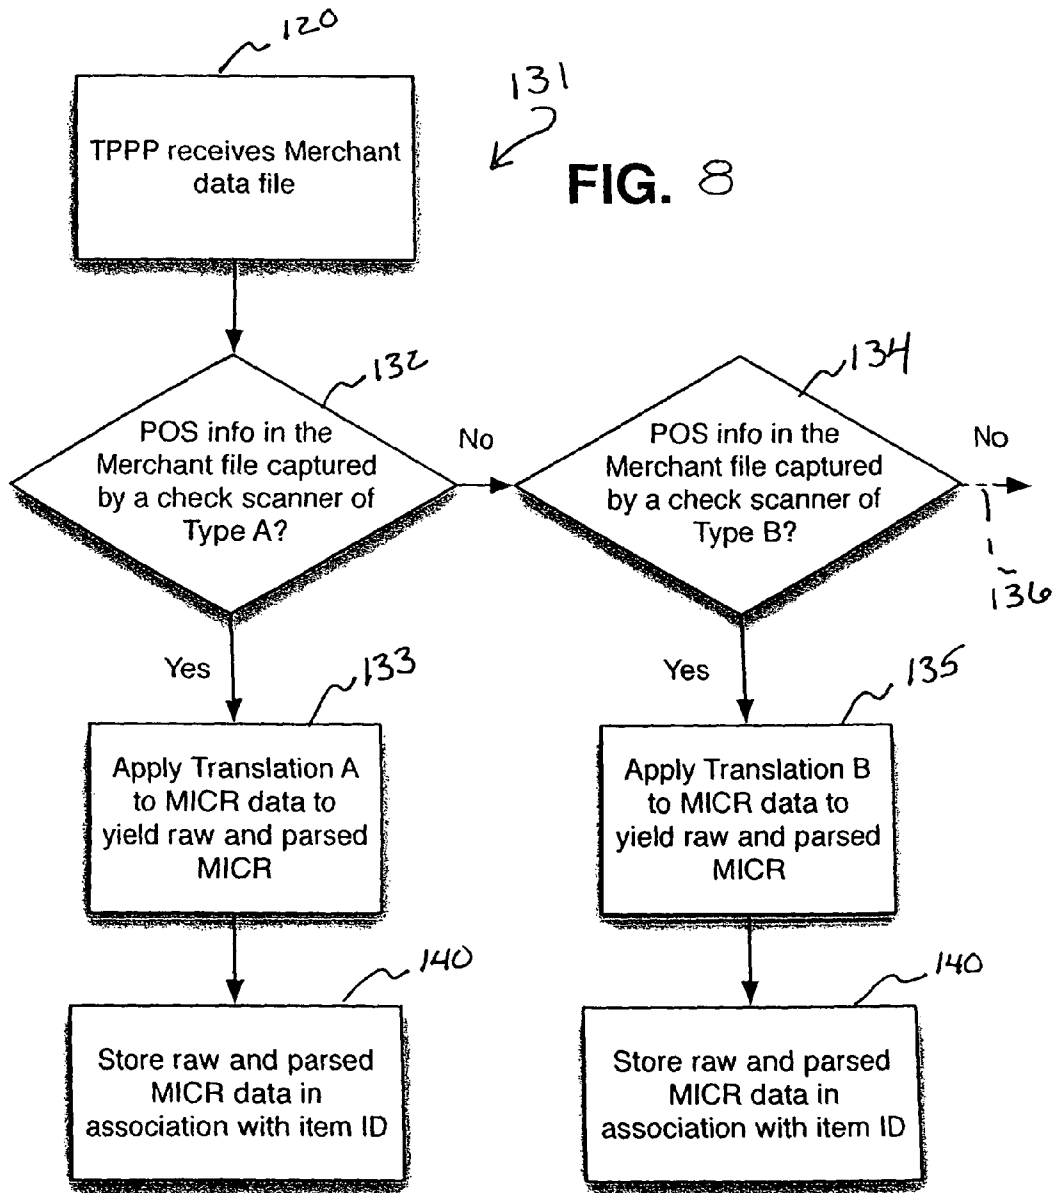 120
131
TPPP receives Merchant
data file
FIG. 8
132
POS info in the
Merchant file captured
by a check scanner of
Type A?
No
134
POS info in the
Merchant file captured
by a check scanner of
Type B?
No
136
Yes
133
Apply Translation A
to MICR data to
yield raw and parsed
MICR
Yes
135
Apply Translation B
to MICR data to
yield raw and parsed
MICR
140
Store raw and parsed
MICR data in
association with item ID
140
Store raw and parsed
MICR data in
association with item ID